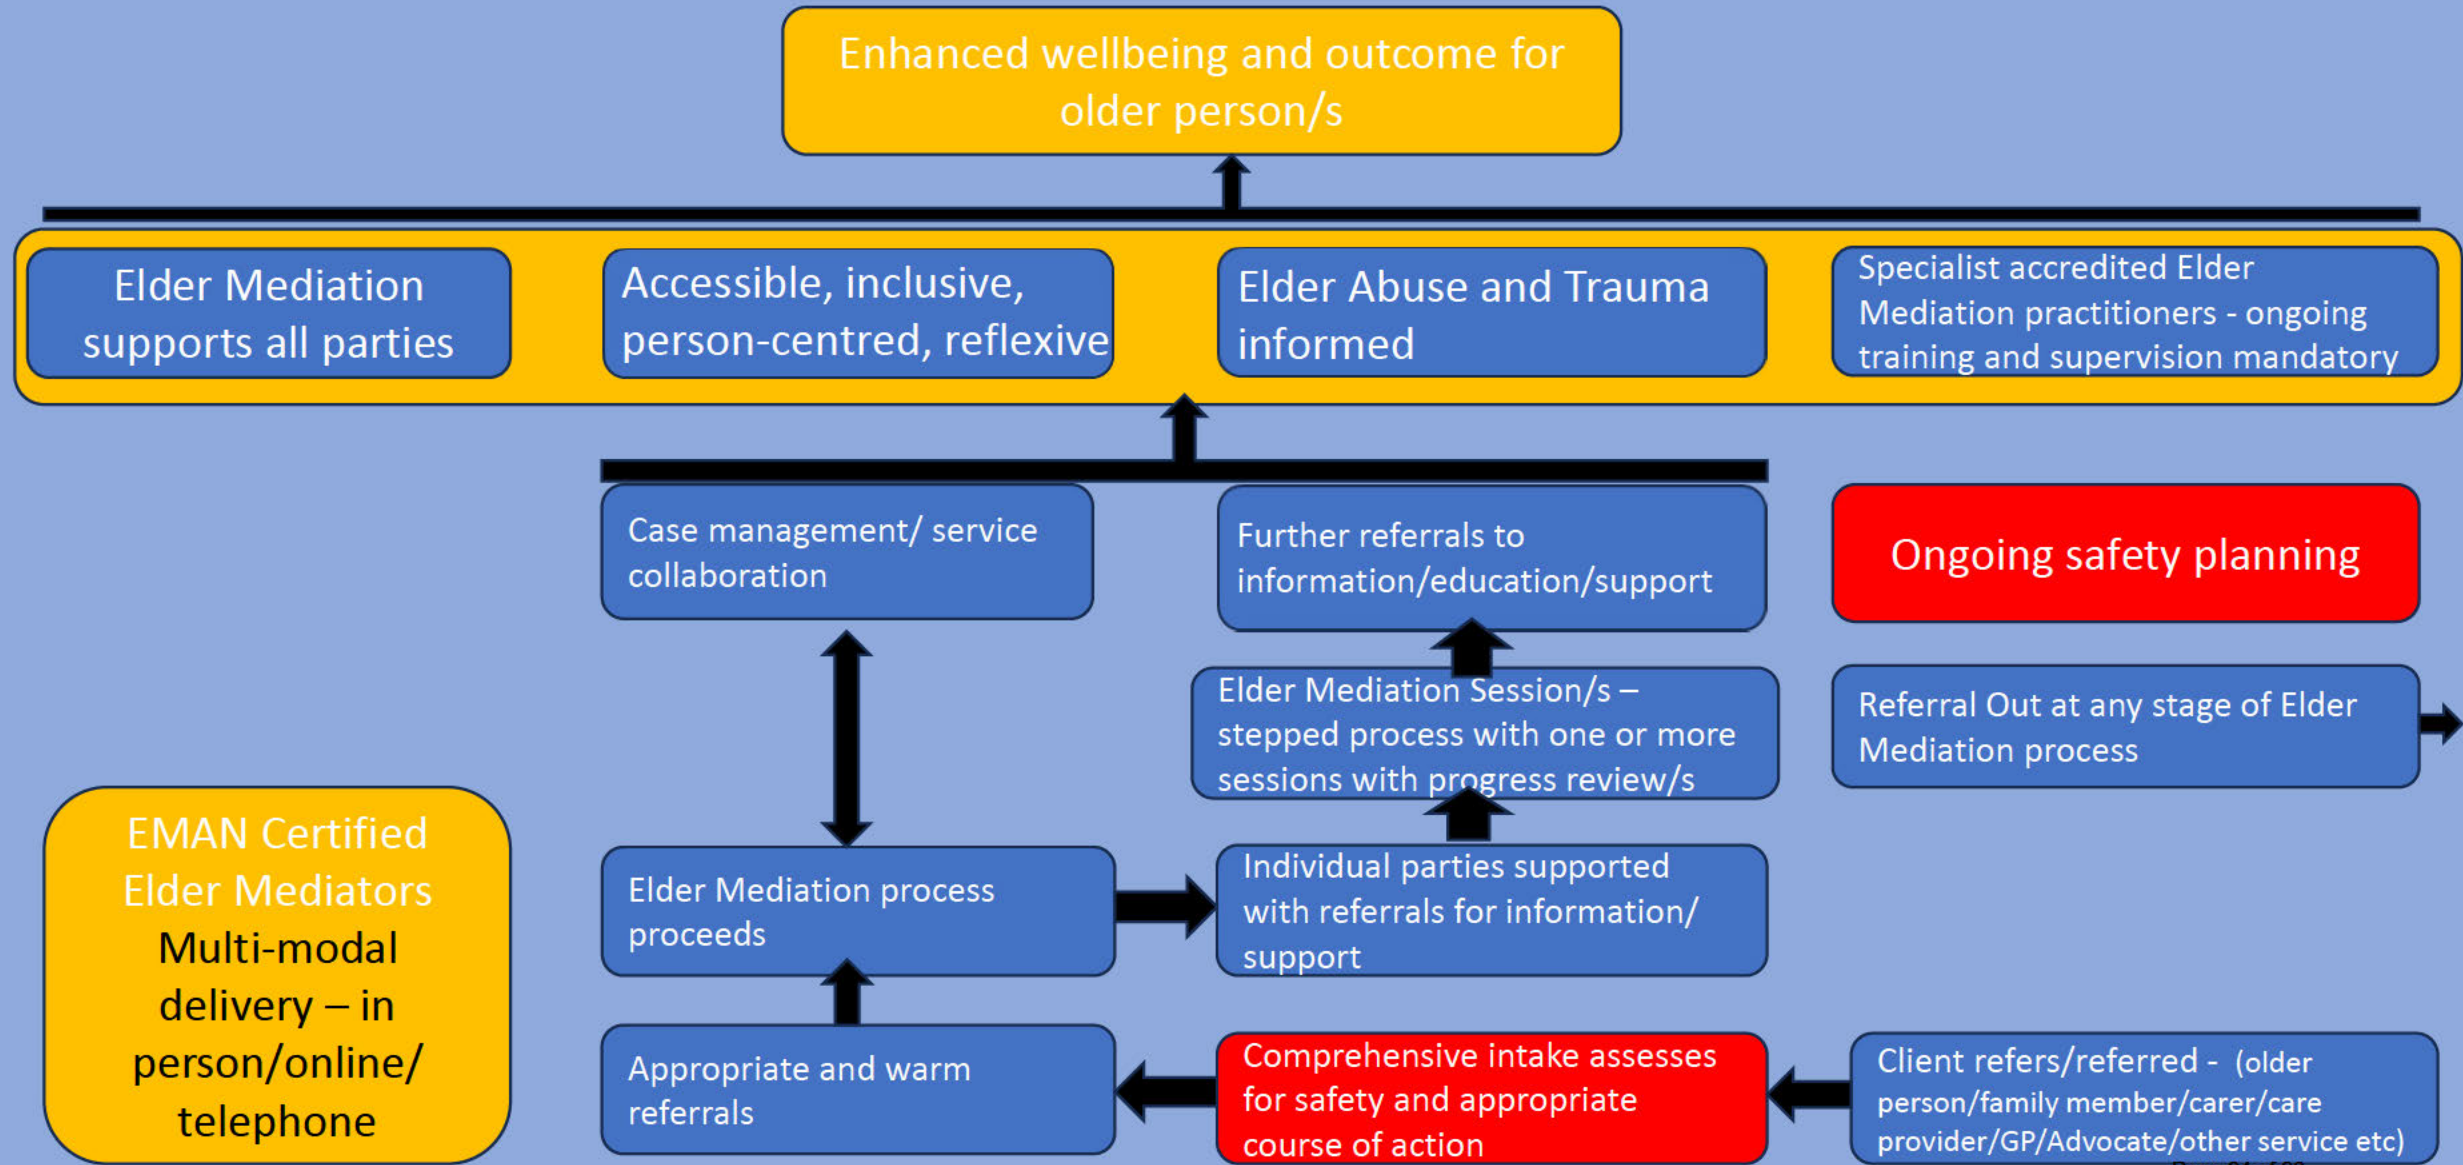 Enhanced wellbeing and outcome for
older person/s
Elder Mediation
supports all parties
Accessible, inclusive,
person-centred, reflexive
Elder Abuse and Trauma
informed
Specialist accredited Elder
Mediation practitioners - ongoing
training and supervision mandatory
Case management/ service
collaboration
Further referrals to
information/education/support
Ongoing safety planning
Elder Mediation Session/s –
stepped process with one or more
sessions with progress review/s
Referral Out at any stage of Elder
Mediation process
EMAN Certified
Elder Mediators
Multi-modal
delivery – in
person/online/
telephone
Elder Mediation process
proceeds
Individual parties supported
with referrals for information/
support
Appropriate and warm
referrals
Comprehensive intake assesses
for safety and appropriate
course of action
Client refers/referred - (older
person/family member/carer/care
provider/GP/Advocate/other service etc)